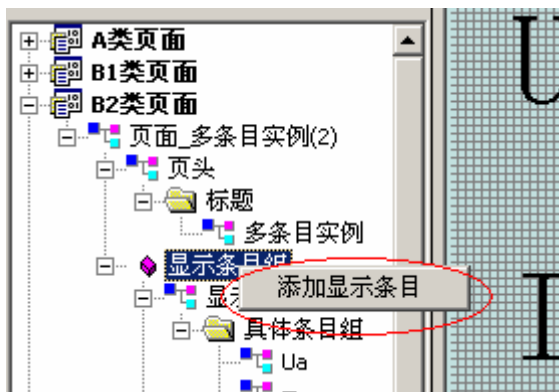 A类页面
B1类页面
B2类页面
页面_多条目实例(2)
页头
标题
多条目实例
显示条目组
添加显示条目
具体条目组
Ua